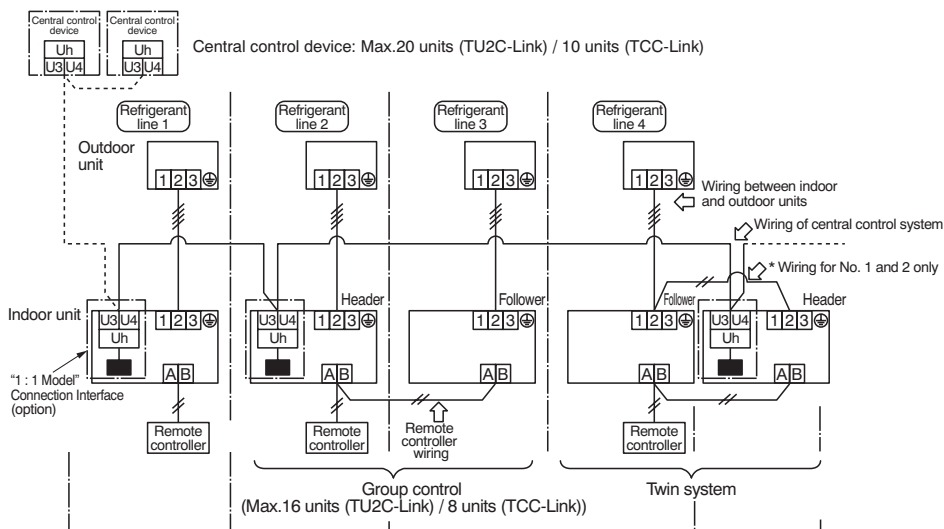 Central control
device
Uh
U3 U4
Central control
device
Uh
U3 U4
Central control device: Max.20 units (TU2C-Link) / 10 units (TCC-Link)
Refrigerant
line 1
Refrigerant
line 2
Refrigerant
line 3
Refrigerant
line 4
Outdoor
unit
1 2 3
1 2 3
1 2 3
1 2 3
Wiring between indoor
and outdoor units
Wiring of central control system
* Wiring for No. 1 and 2 only
Indoor unit
U3 U4
Uh
1 2 3
A B
Header
U3 U4
Uh
1 2 3
A B
Follower
1 2 3
A B
Follower
1 2 3
A B
Header
U3 U4
Uh
1 2 3
A B
"1 : 1 Model"
Connection Interface
(option)
Remote
controller
Remote
controller
Remote
controller
wiring
Remote
controller
Group control
(Max.16 units (TU2C-Link) / 8 units (TCC-Link))
Twin system